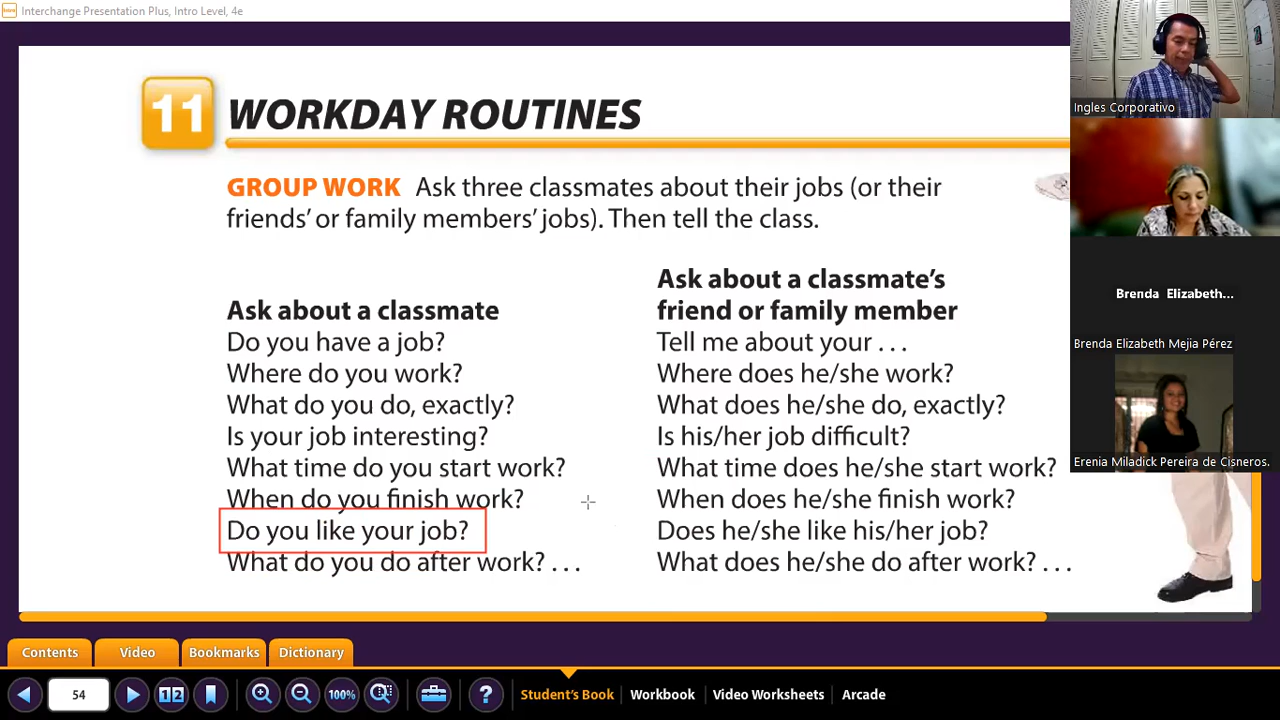 Interchange Presentation Plus, Intro Level, 4e
11 WORKDAY ROUTINES
GROUP WORK Ask three classmates about their jobs (or their
friends' or family members' jobs). Then tell the class.
Ask about a classmate
Do you have a job?
Where do you work?
What do you do, exactly?
Is your job interesting?
What time do you start work?
When do you finish work?
Do you like your job?
What do you do after work? . . .
Ask about a classmate's
friend or family member
Tell me about your . . .
Where does he/she work?
What does he/she do, exactly?
Is his/her job difficult?
What time does he/she start work?
When does he/she finish work?
Does he/she like his/her job?
What does he/she do after work? . . .
Ingles Corporativo
Brenda Elizabeth...
Brenda Elizabeth Mejia Pérez
Erenia Miladick Pereira de Cisneros.
Contents Video Bookmarks Dictionary
54 1 2 100% ? Student's Book Workbook Video Worksheets Arcade